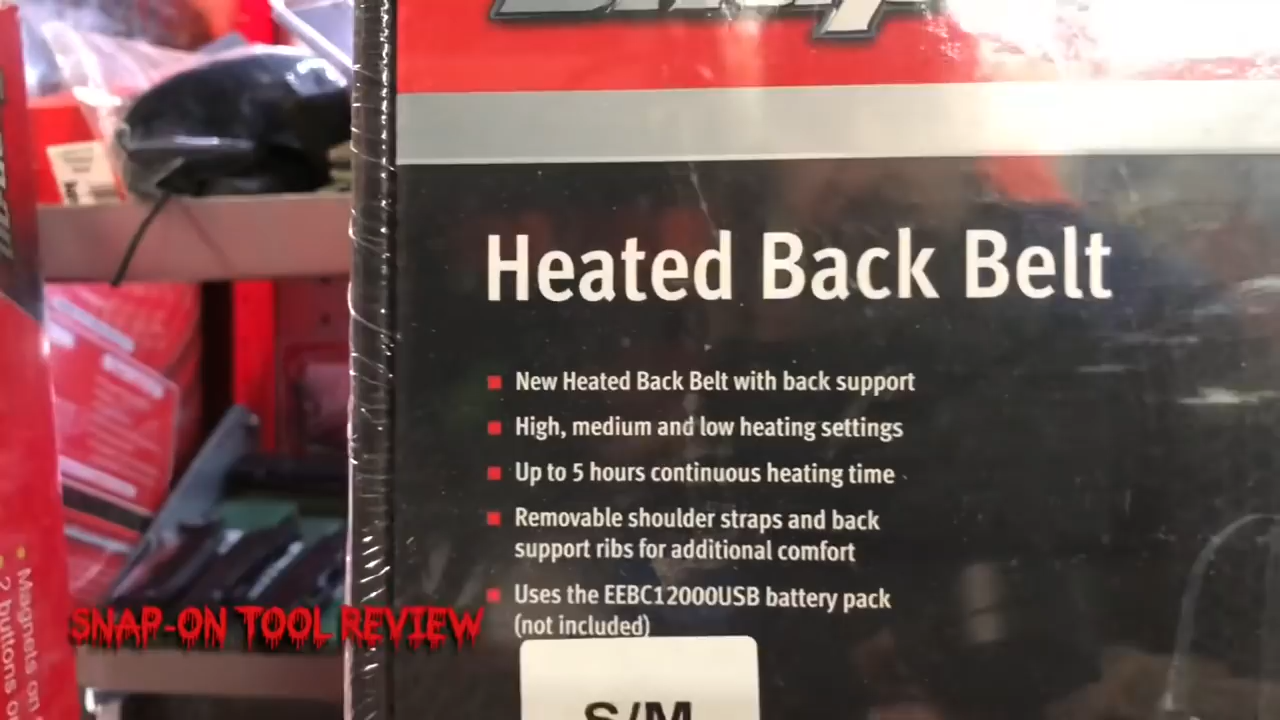 Heated Back Belt
New Heated Back Belt with back support
High, medium and low heating settings
Up to 5 hours continuous heating time
Removable shoulder straps and back
support ribs for additional comfort
Uses the EEBC12000USB battery pack
(not included)
S/M
SNAP-ON TOOL REVIEW
Magnets on